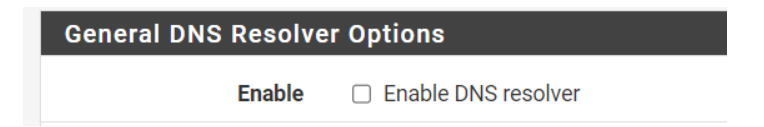 General DNS Resolver Options
Enable Enable DNS resolver